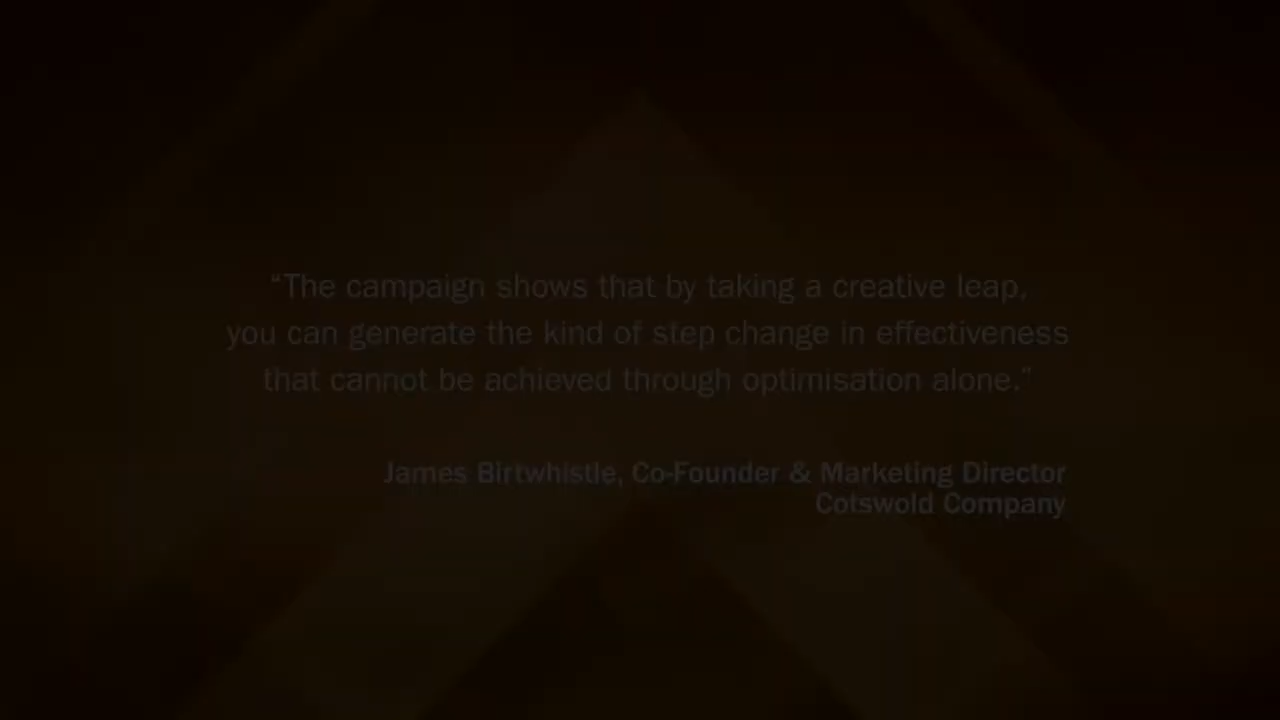 “The campaign shows that by taking a creative leap,
you can generate the kind of step change in effectiveness
that cannot be achieved through optimisation alone.”
James Birtwhistle, Co-Founder & Marketing Director
Cotswold Company